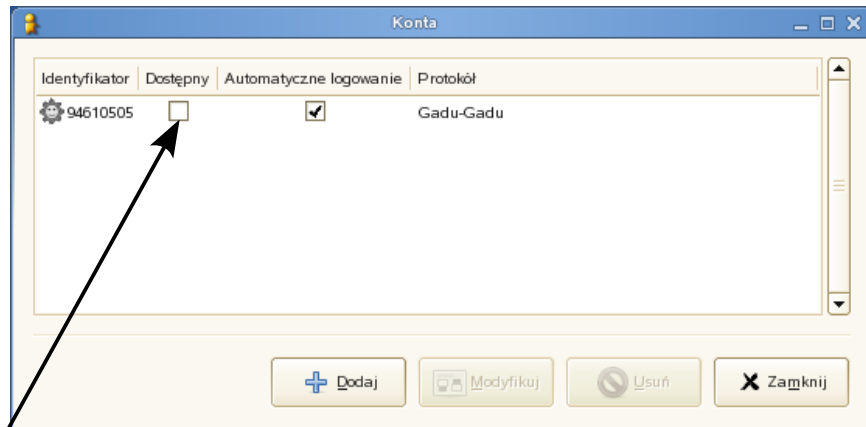 Konta
Identyfikator Dostępny Automatyczne logowanie Protokół
94610505 Gadu-Gadu
Dodaj Modyfikuj Usuń Zamknij